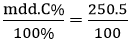 mdd.C% / 100% = 250.5 / 100